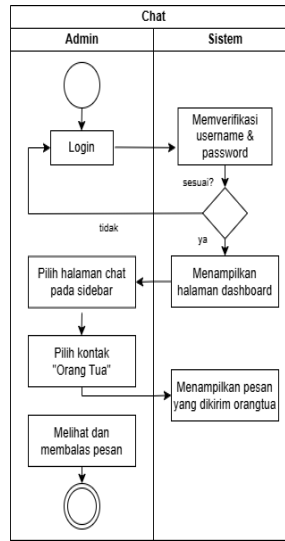 Chat
Admin
Sistem
Login
Memverifikasi
username &
password
sesuai?
tidak
ya
Pilih halaman chat
pada sidebar
Menampilkan
halaman dashboard
Pilih kontak
"Orang Tua"
Menampilkan pesan
yang dikirim orangtua
Melihat dan
membalas pesan